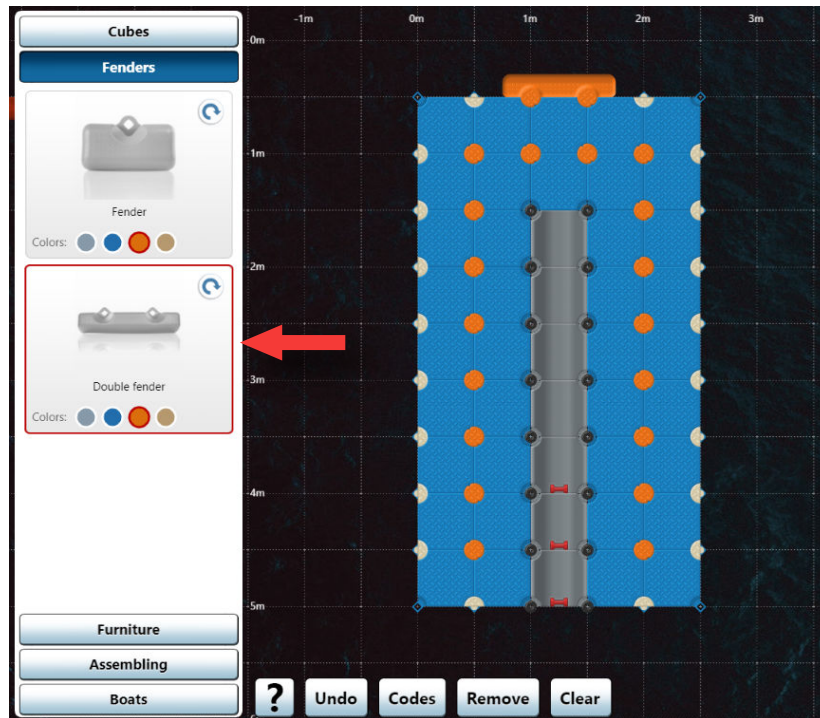 Cubes
Fenders
Fender
Colors:
Double fender
Colors:
Furniture
Assembling
Boats
-1m 0m 1m 2m 3m
-0m
-1m
-2m
-3m
-4m
-5m
? Undo Codes Remove Clear